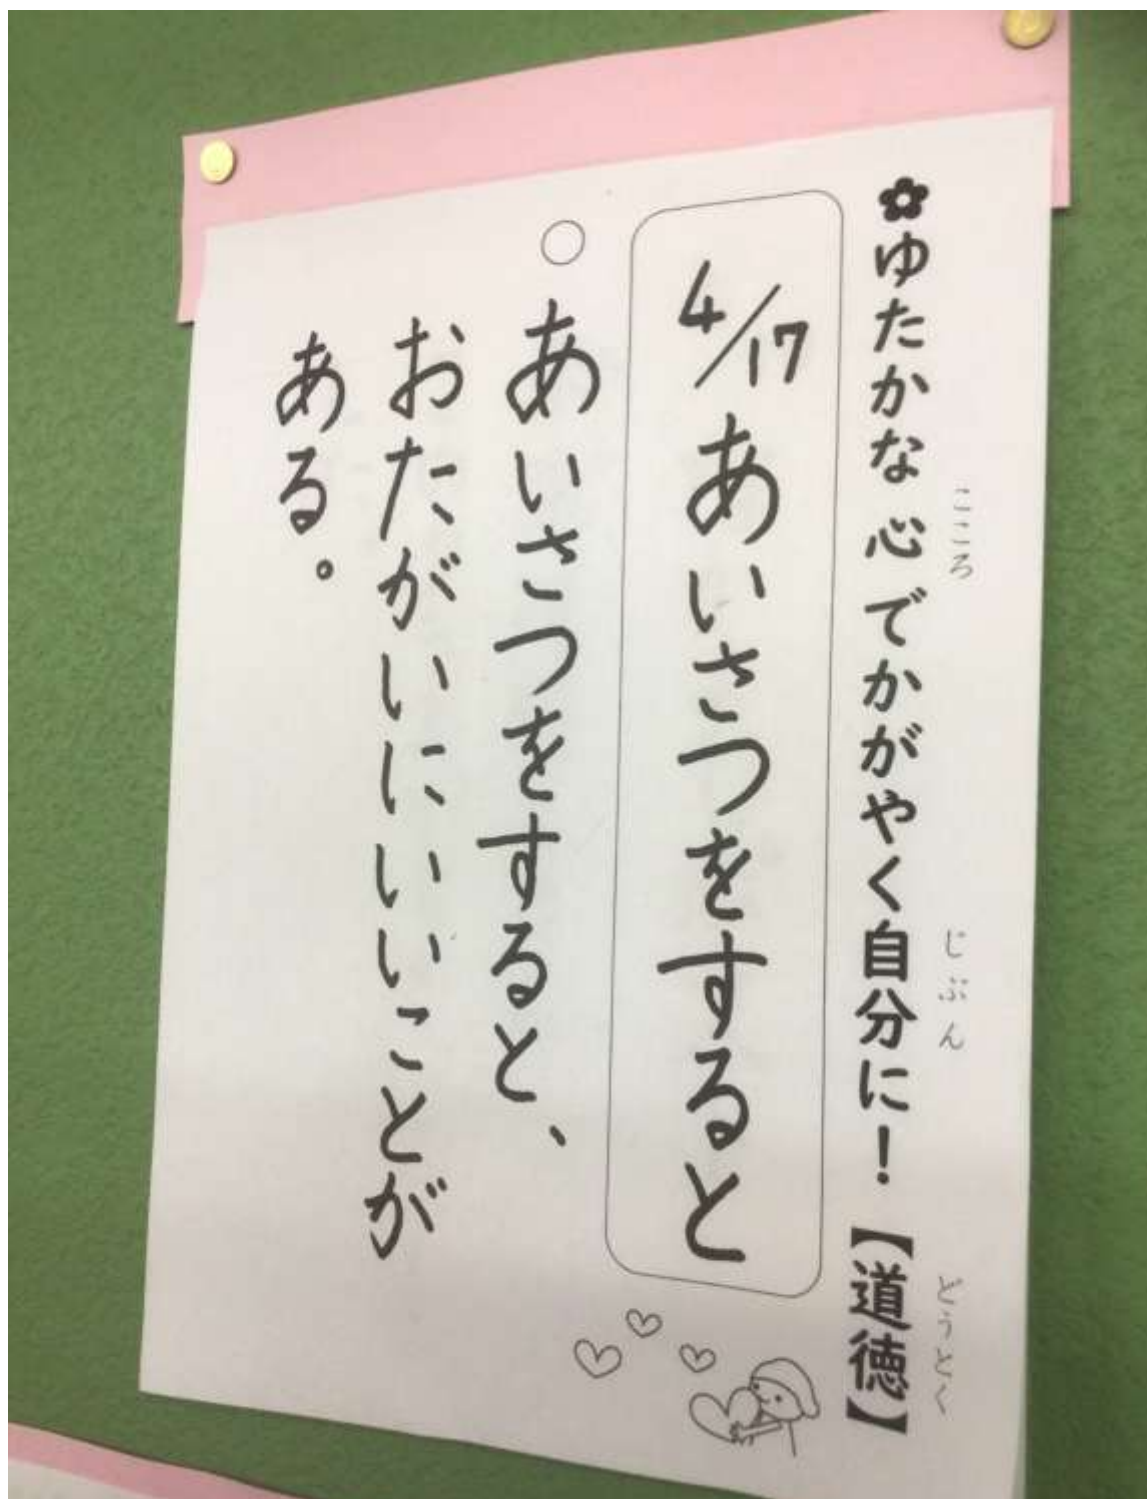 ✿ゆたかな心でかがやく自分に！【道徳】
こころ
じぶん
どうとく
4/17 あいさつをすると
○
あいさつをすると、
おたがいにいいことが
ある。